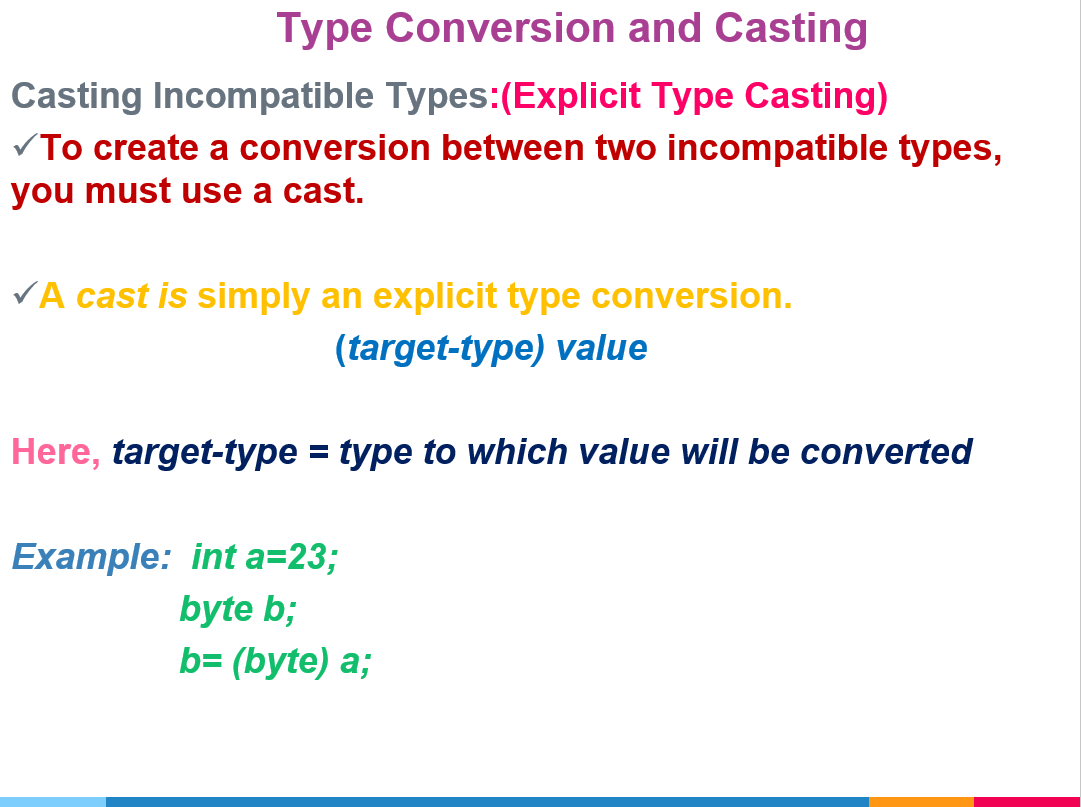 Type Conversion and Casting
Casting Incompatible Types:(Explicit Type Casting)
✓To create a conversion between two incompatible types,
you must use a cast.
✓A cast is simply an explicit type conversion.
(target-type) value
Here, target-type = type to which value will be converted
Example: int a=23;
byte b;
b= (byte) a;